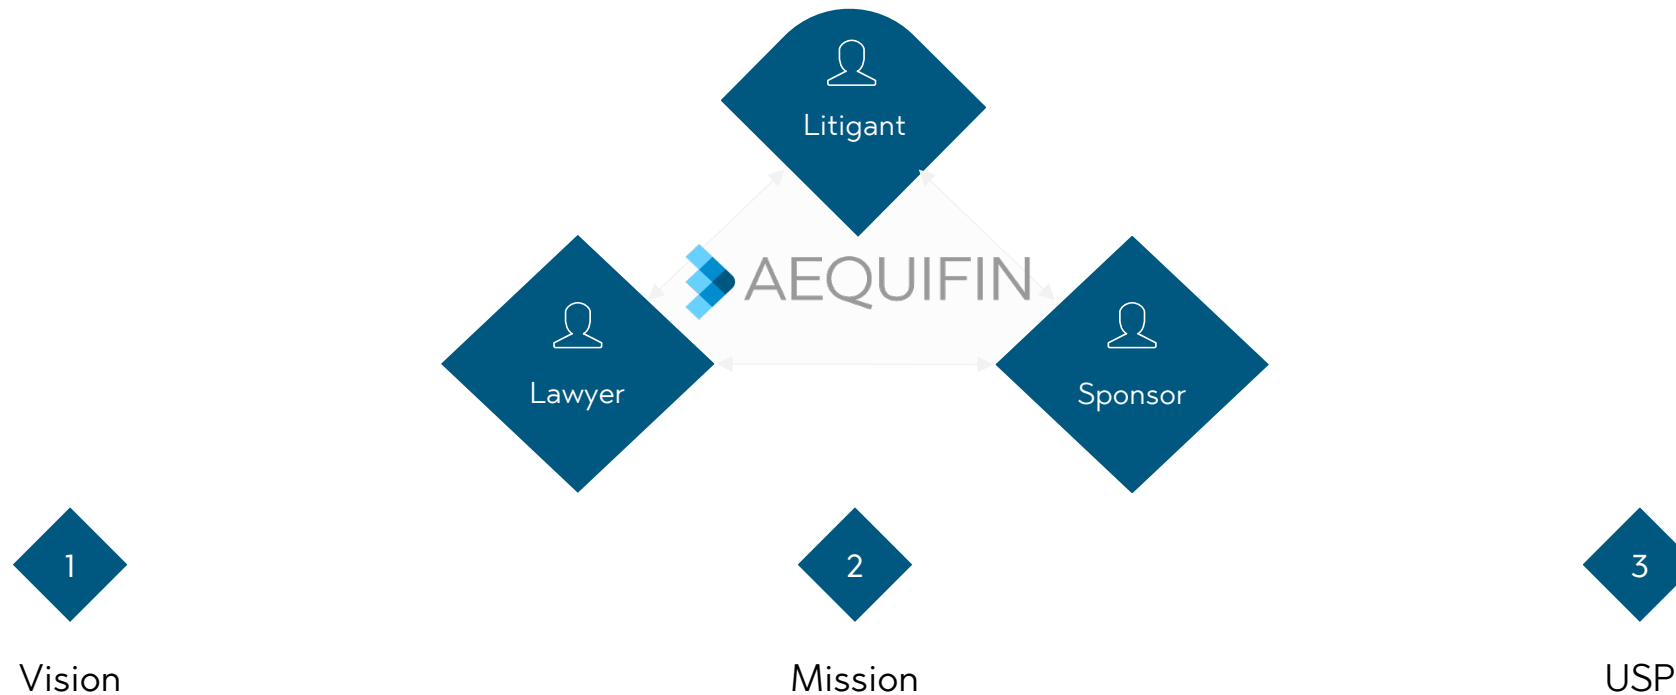 Litigant
AEQUIFIN
Lawyer
Sponsor
1
2
3
Vision
Mission
USP